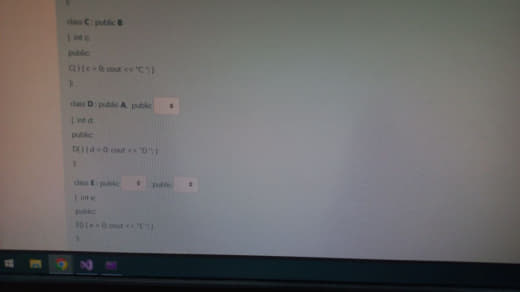 }
class C : public B
{ int c;
public:
C( ) { c = 0; cout << "C "; }
};
class D : public A, public
{ int d;
public:
D( ) { d = 0; cout << "D "; }
};
class E : public , public
{ int e;
public:
E( ) { e = 0; cout << "E "; }
};